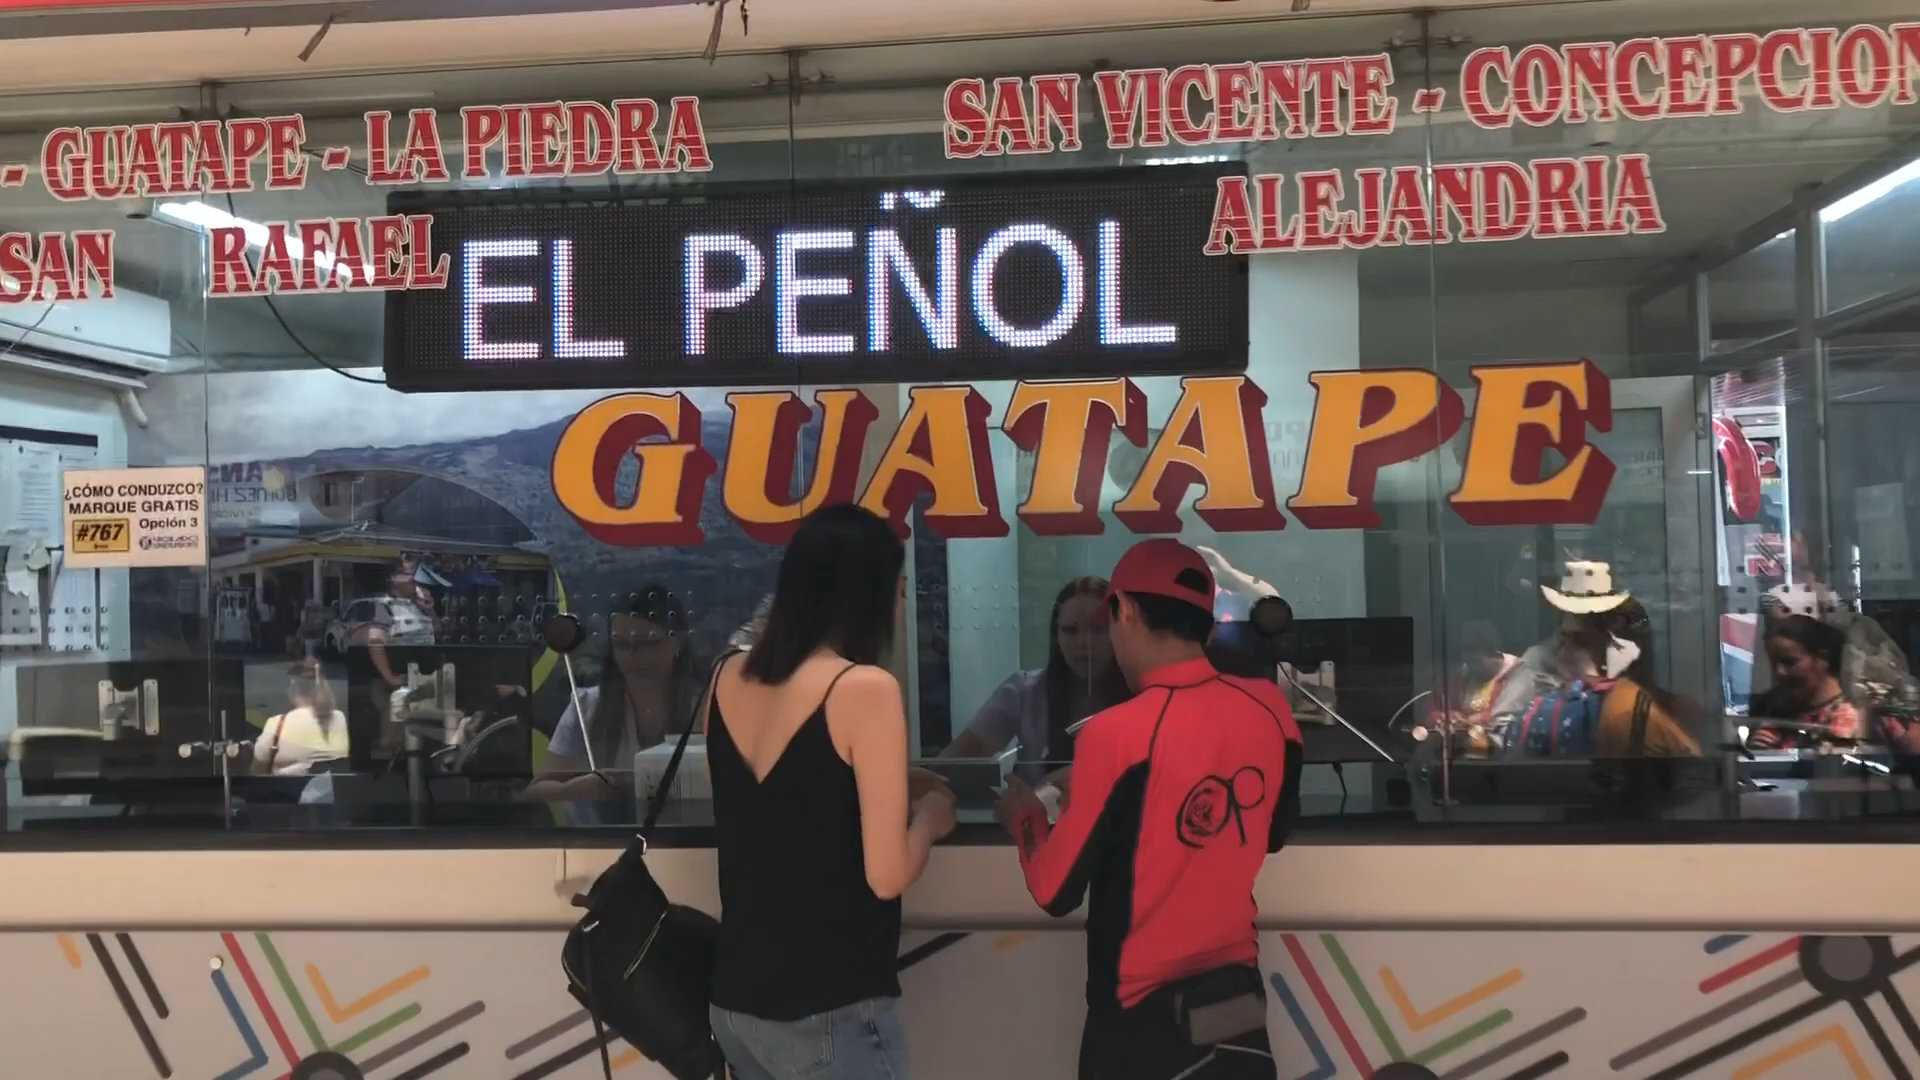 - GUATAPE - LA PIEDRA
SAN RAFAEL
SAN VICENTE - CONCEPCION
ALEJANDRIA
EL PEÑOL
GUATAPE
¿CÓMO CONDUZCO?
MARQUE GRATIS
#767
Opción 3